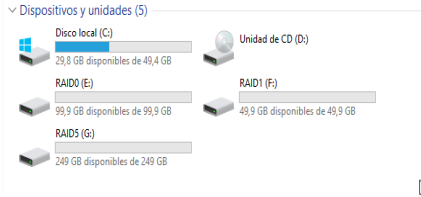 Dispositivos y unidades (5)
Disco local (C:)
29,8 GB disponibles de 49,4 GB
Unidad de CD (D:)
RAID0 (E:)
99,9 GB disponibles de 99,9 GB
RAID1 (F:)
49,9 GB disponibles de 49,9 GB
RAID5 (G:)
249 GB disponibles de 249 GB